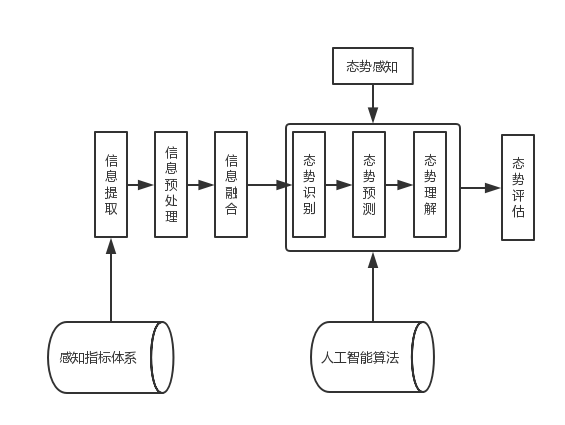 态势感知
信息提取
信息预处理
信息融合
态势识别
态势预测
态势理解
态势评估
感知指标体系
人工智能算法